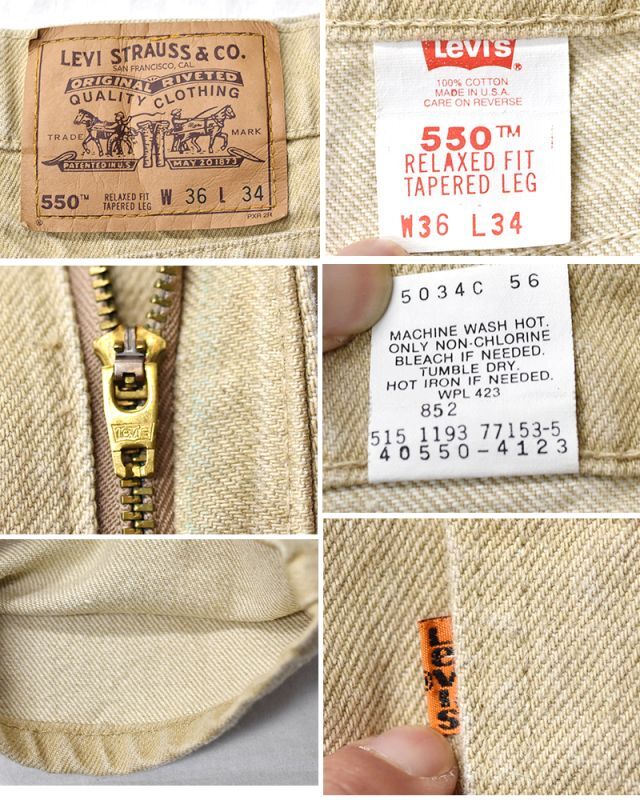 LEVI STRAUSS & CO.
SAN FRANCISCO, CAL.
ORIGINAL RIVETED
QUALITY CLOTHING
TRADE MARK
PATENTED IN U.S. MAY 20 1873
550™ RELAXED FIT TAPERED LEG W 36 L 34
PXR 2R
Levi's®
100% COTTON
MADE IN U.S.A.
CARE ON REVERSE
550™
RELAXED FIT
TAPERED LEG
W36 L34
Levi's
5034C 56
MACHINE WASH HOT.
ONLY NON-CHLORINE
BLEACH IF NEEDED.
TUMBLE DRY.
HOT IRON IF NEEDED.
WPL 423
852
515 1193 77153-5
40550-4123
LEVI'S